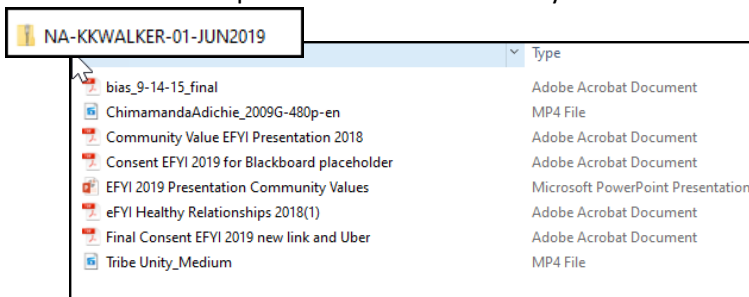 NA-KKWALKER-01-JUN2019
Type
bias_9-14-15_final Adobe Acrobat Document
ChimamandaAdichie_2009G-480p-en MP4 File
Community Value EFYI Presentation 2018 Adobe Acrobat Document
Consent EFYI 2019 for Blackboard placeholder Adobe Acrobat Document
EFYI 2019 Presentation Community Values Microsoft PowerPoint Presentation
eFYI Healthy Relationships 2018(1) Adobe Acrobat Document
Final Consent EFYI 2019 new link and Uber Adobe Acrobat Document
Tribe Unity_Medium MP4 File